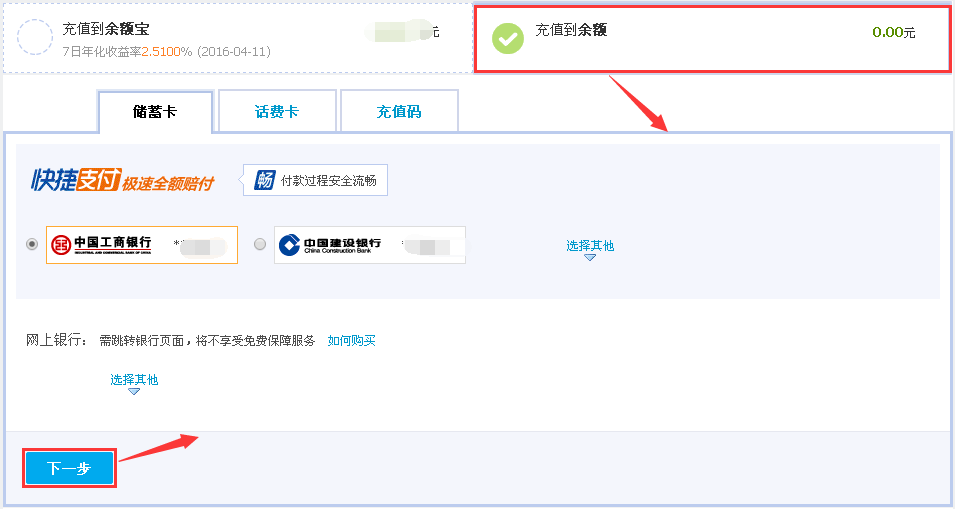 充值到余额宝 元
7日年化收益率2.5100% (2016-04-11)
充值到余额 0.00元
储蓄卡 话费卡 充值码
快捷支付 极速全额赔付 畅 付款过程安全流畅
中国工商银行 **
INDUSTRIAL AND COMMERCIAL BANK OF CHINA
中国建设银行 *
China Construction Bank
选择其他
网上银行： 需跳转银行页面，将不享受免费保障服务 如何购买
选择其他
下一步